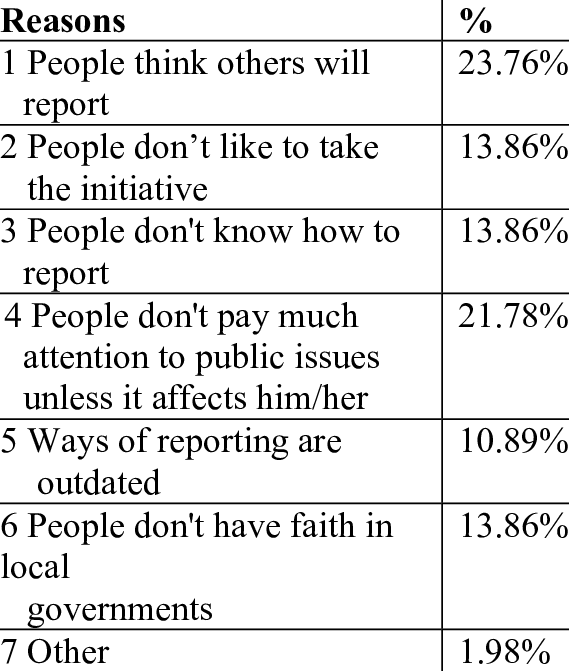 Reasons %
1 People think others will 23.76%
report
2 People don’t like to take 13.86%
the initiative
3 People don't know how to 13.86%
report
4 People don't pay much 21.78%
attention to public issues
unless it affects him/her
5 Ways of reporting are 10.89%
outdated
6 People don't have faith in 13.86%
local
governments
7 Other 1.98%